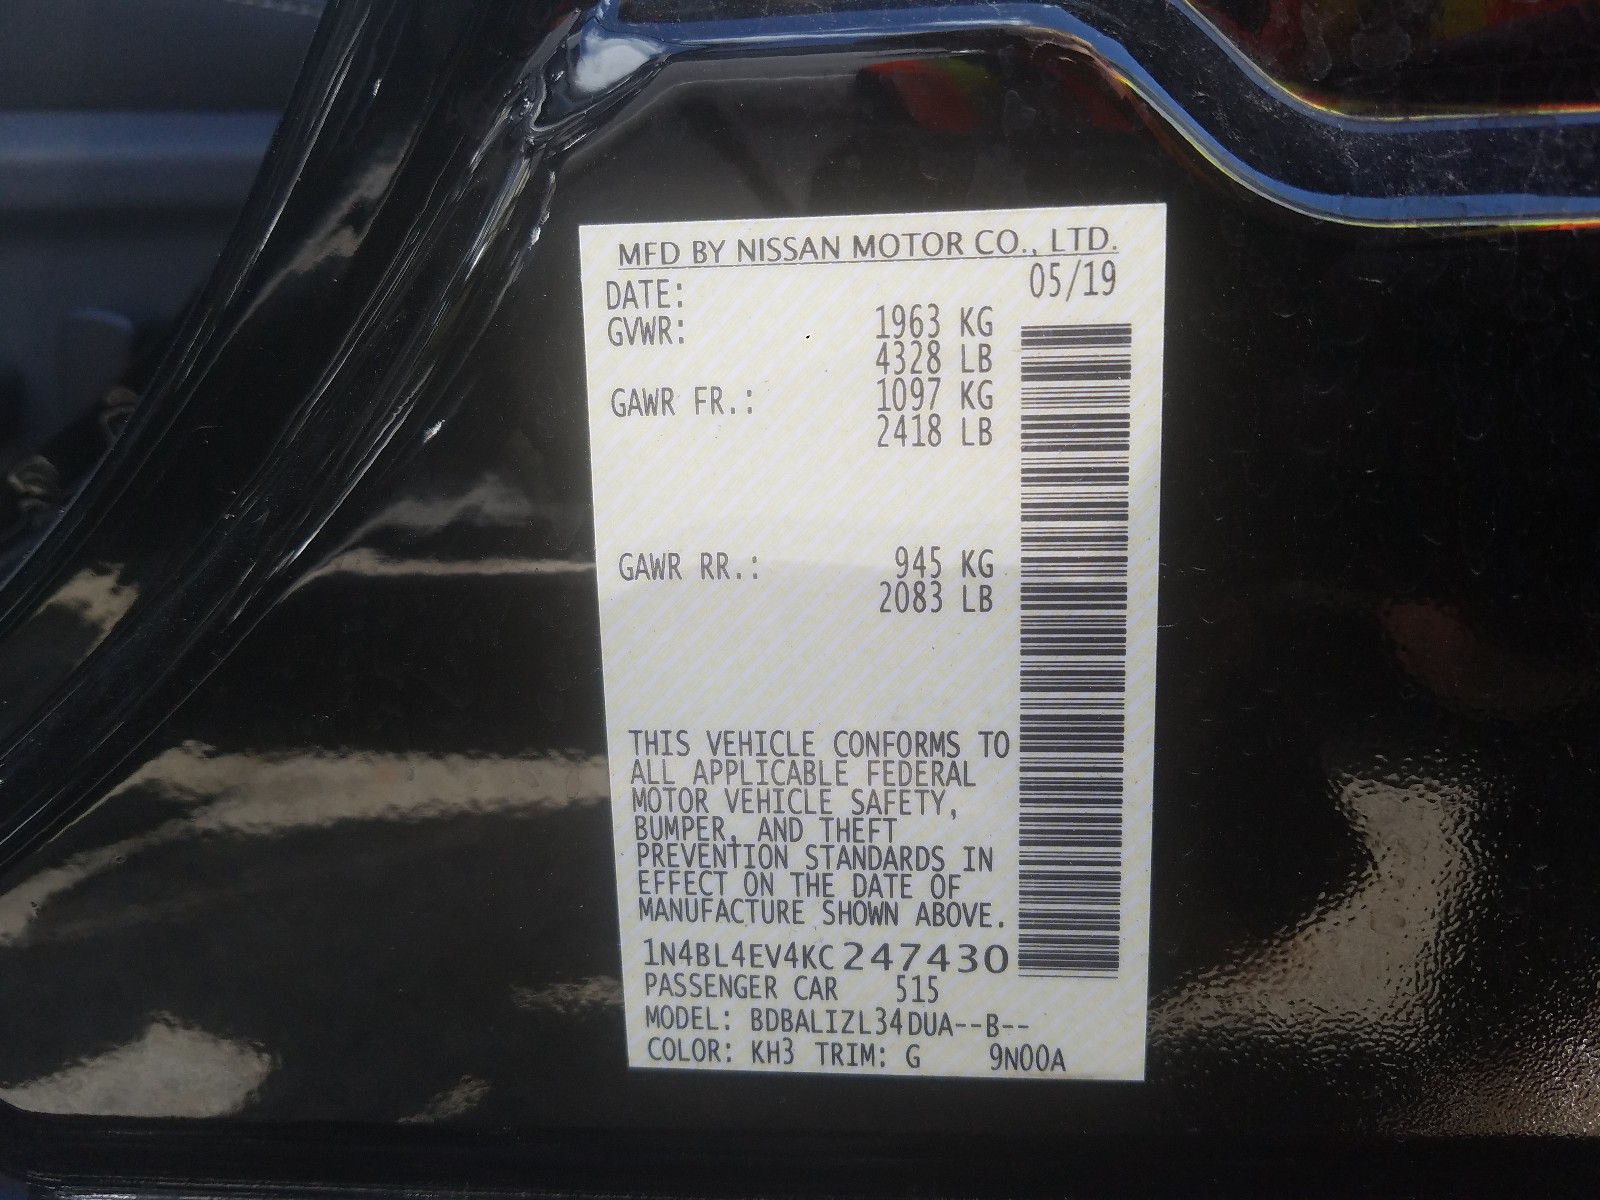 MFD BY NISSAN MOTOR CO., LTD.
DATE: 05/19
GVWR: 1963 KG
4328 LB
GAWR FR.: 1097 KG
2418 LB
GAWR RR.: 945 KG
2083 LB
THIS VEHICLE CONFORMS TO
ALL APPLICABLE FEDERAL
MOTOR VEHICLE SAFETY,
BUMPER, AND THEFT
PREVENTION STANDARDS IN
EFFECT ON THE DATE OF
MANUFACTURE SHOWN ABOVE.
1N4BL4EV4KC247430
PASSENGER CAR 515
MODEL: BDBALIZL34DUA--B--
COLOR: KH3 TRIM: G 9N00A